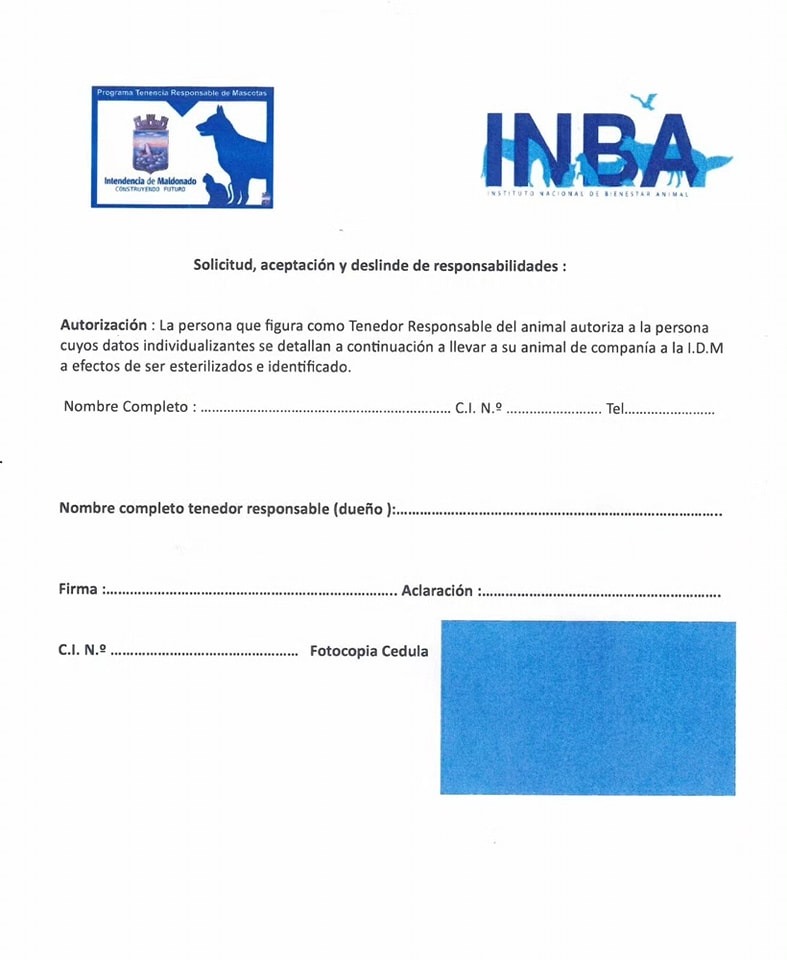 Programa Tenencia Responsable de Mascotas
Intendencia de Maldonado
CONSTRUYENDO FUTURO
INBA
INSTITUTO NACIONAL DE BIENESTAR ANIMAL
Solicitud, aceptación y deslinde de responsabilidades :
Autorización : La persona que figura como Tenedor Responsable del animal autoriza a la persona
cuyos datos individualizantes se detallan a continuación a llevar a su animal de companía a la I.D.M
a efectos de ser esterilizados e identificado.
Nombre Completo : ........................................................................ C.I. N.º ............................ Tel...........................
Nombre completo tenedor responsable (dueño ):...............................................................................
Firma :......................................................................... Aclaración :............................................................
C.I. N.º ................................................ Fotocopia Cedula